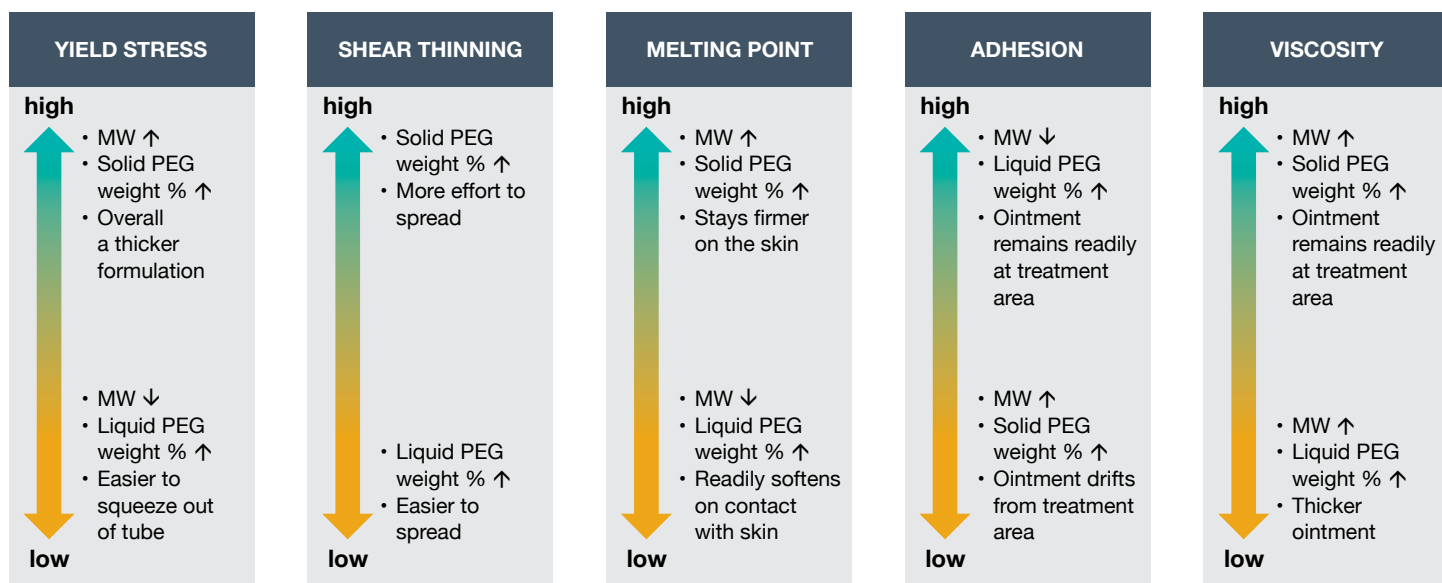 YIELD STRESS
high
• MW ↑
• Solid PEG
weight % ↑
• Overall
a thicker
formulation
• MW ↓
• Liquid PEG
weight % ↑
• Easier to
squeeze out
of tube
low
SHEAR THINNING
high
• Solid PEG
weight % ↑
• More effort to
spread
• Liquid PEG
weight % ↑
• Easier to
spread
low
MELTING POINT
high
• MW ↑
• Solid PEG
weight % ↑
• Stays firmer
on the skin
• MW ↓
• Liquid PEG
weight % ↑
• Readily softens
on contact
with skin
low
ADHESION
high
• MW ↓
• Liquid PEG
weight % ↑
• Ointment
remains readily
at treatment
area
• MW ↑
• Solid PEG
weight % ↑
• Ointment drifts
from treatment
area
low
VISCOSITY
high
• MW ↑
• Solid PEG
weight % ↑
• Ointment
remains readily
at treatment
area
• MW ↑
• Liquid PEG
weight % ↑
• Thicker
ointment
low